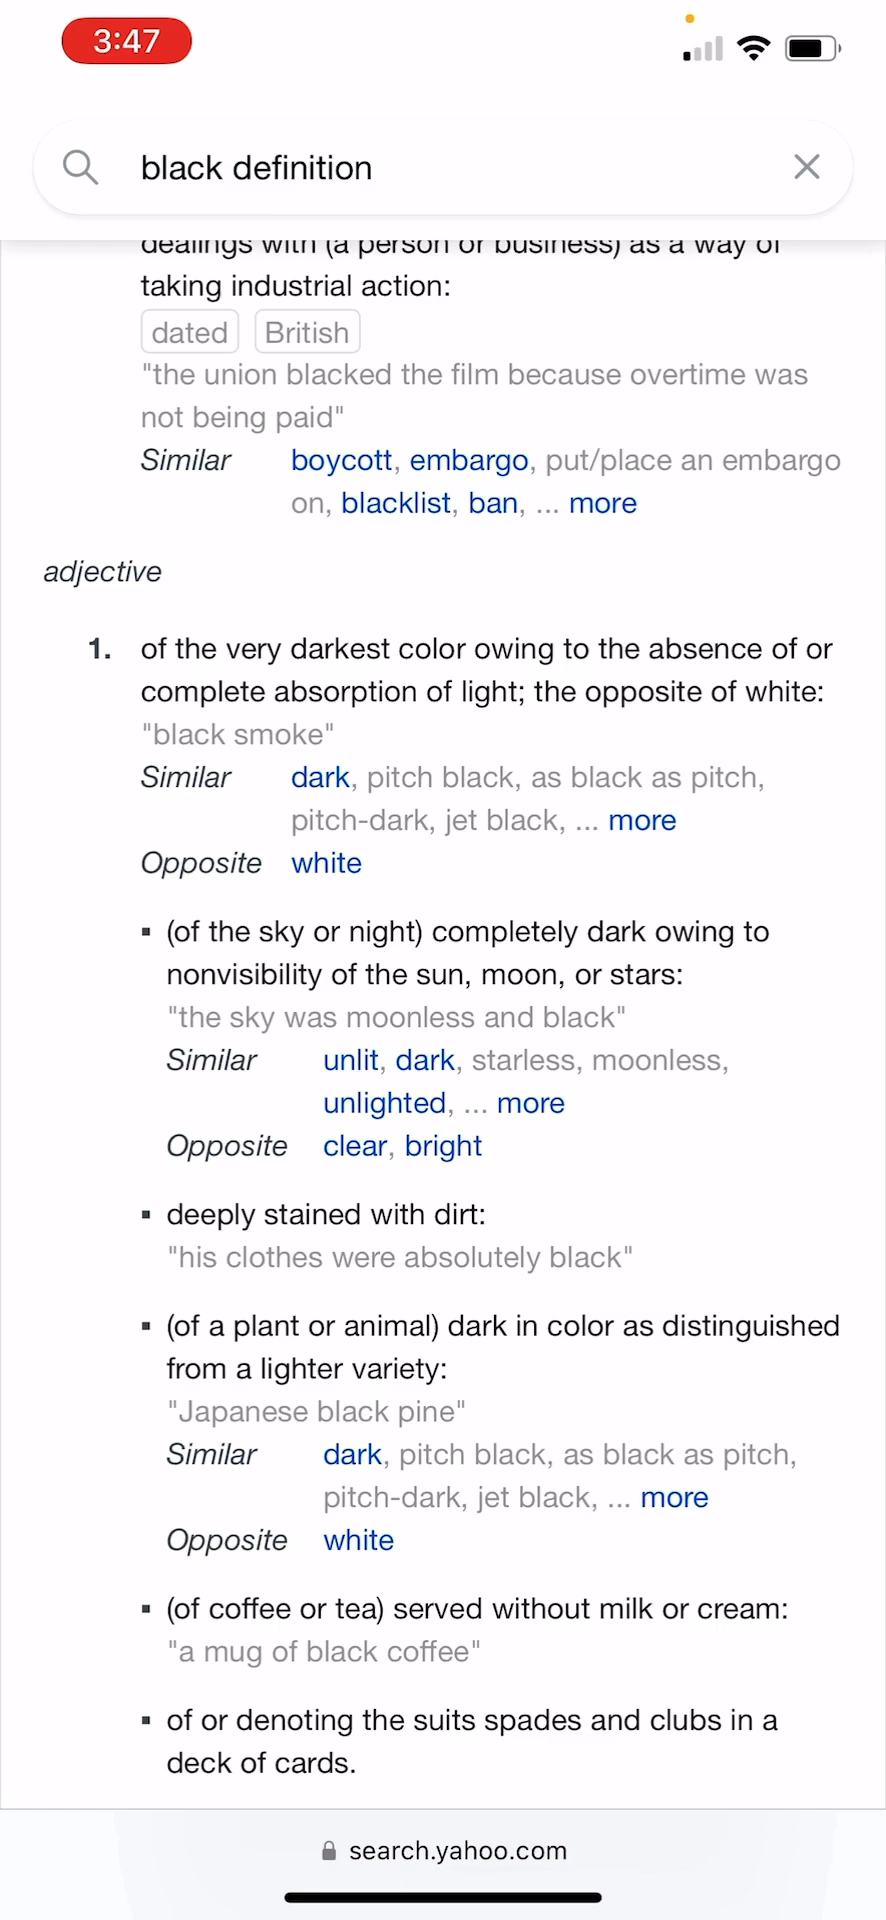 3:47
black definition
dealings with (a person or business) as a way of
taking industrial action:
dated British
"the union blacked the film because overtime was
not being paid"
Similar boycott, embargo, put/place an embargo
on, blacklist, ban, ... more
adjective
1. of the very darkest color owing to the absence of or
complete absorption of light; the opposite of white:
"black smoke"
Similar dark, pitch black, as black as pitch,
pitch-dark, jet black, ... more
Opposite white
▪ (of the sky or night) completely dark owing to
nonvisibility of the sun, moon, or stars:
"the sky was moonless and black"
Similar unlit, dark, starless, moonless,
unlighted, ... more
Opposite clear, bright
▪ deeply stained with dirt:
"his clothes were absolutely black"
▪ (of a plant or animal) dark in color as distinguished
from a lighter variety:
"Japanese black pine"
Similar dark, pitch black, as black as pitch,
pitch-dark, jet black, ... more
Opposite white
▪ (of coffee or tea) served without milk or cream:
"a mug of black coffee"
▪ of or denoting the suits spades and clubs in a
deck of cards.
search.yahoo.com